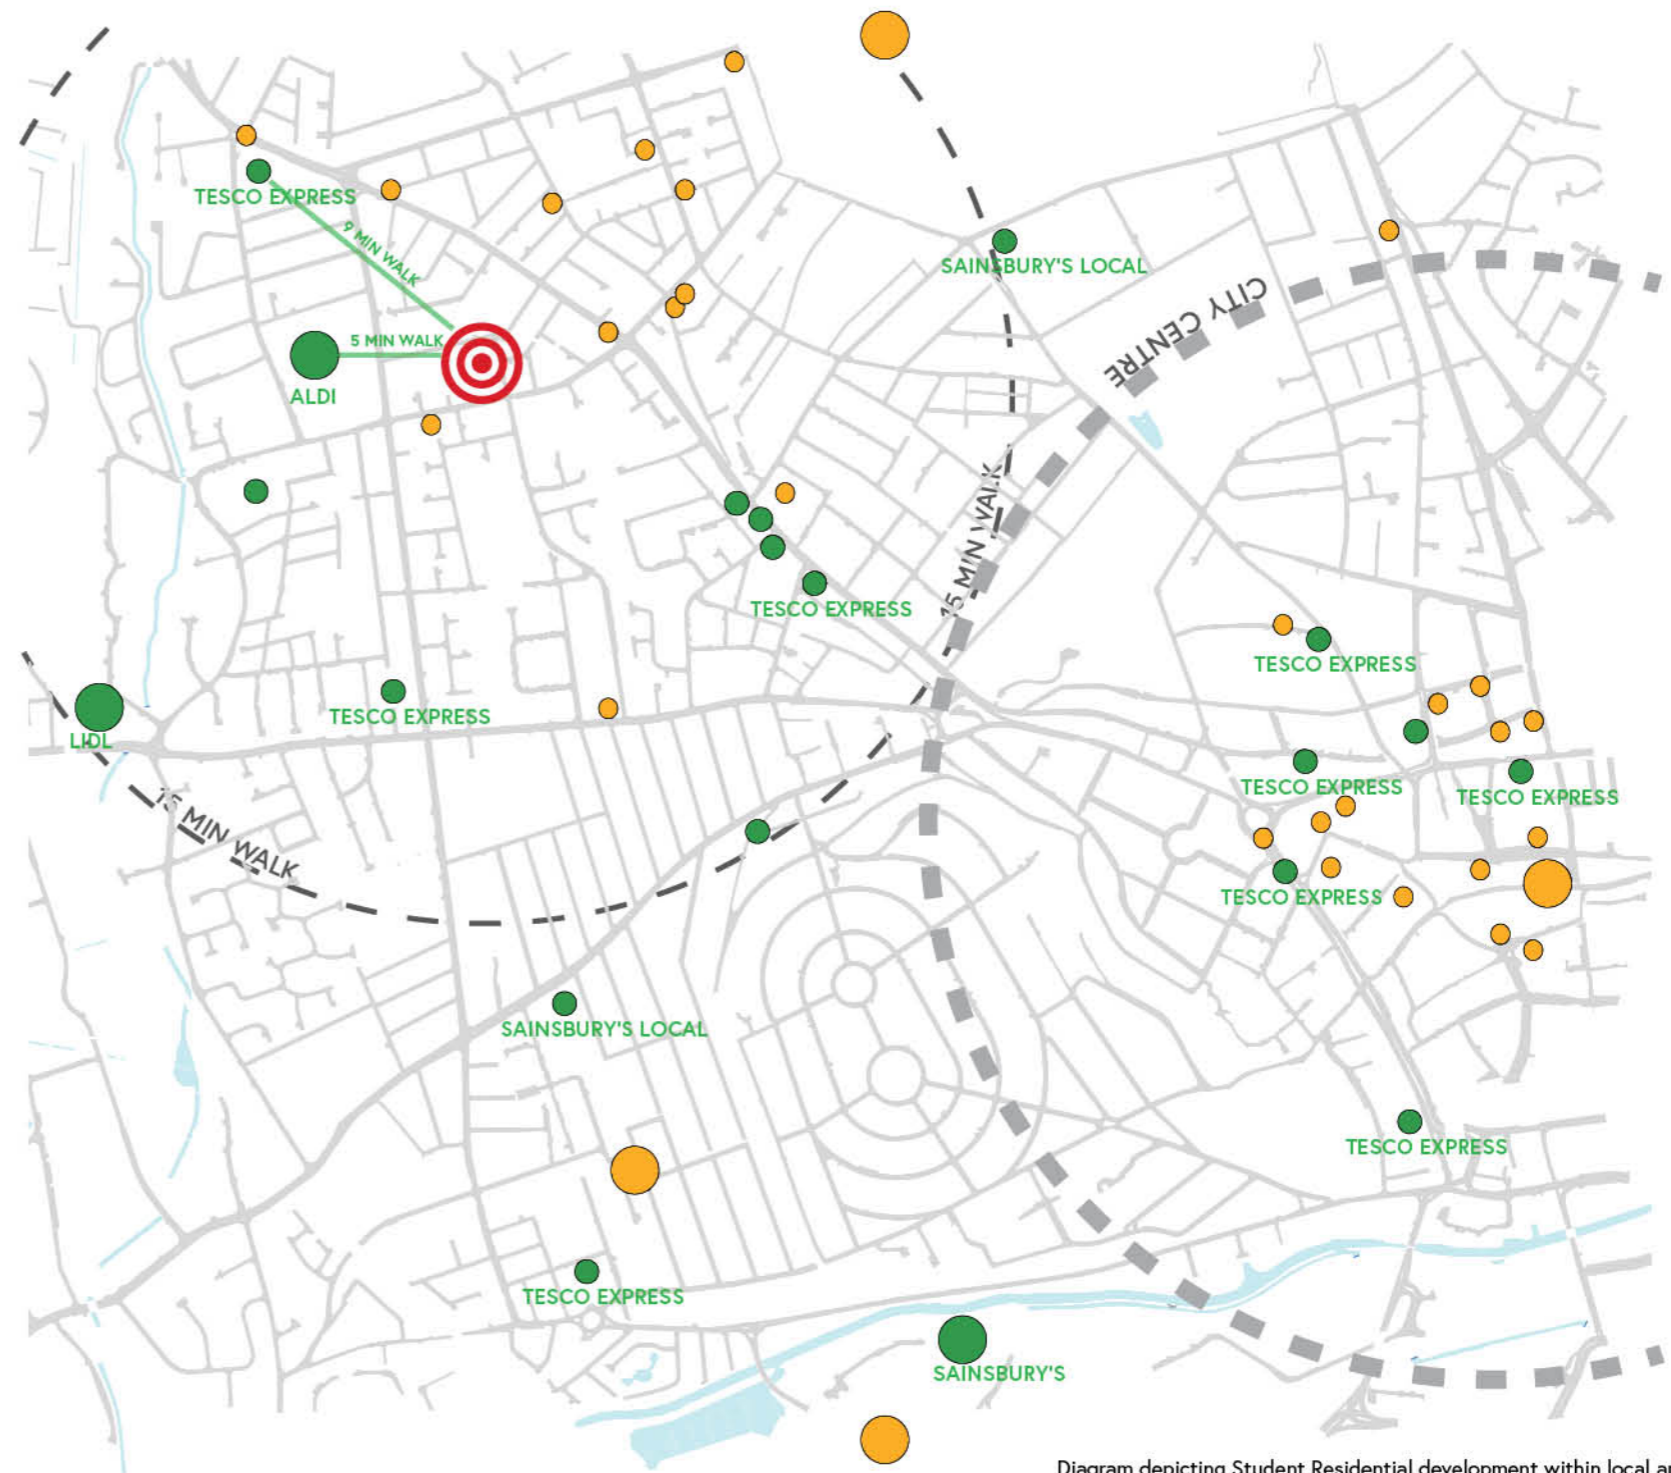 TESCO EXPRESS
9 MIN WALK
SAINSBURY'S LOCAL
CITY CENTRE
5 MIN WALK
ALDI
15 MIN WALK
TESCO EXPRESS
TESCO EXPRESS
TESCO EXPRESS
LIDL
TESCO EXPRESS
TESCO EXPRESS
15 MIN WALK
TESCO EXPRESS
SAINSBURY'S LOCAL
TESCO EXPRESS
TESCO EXPRESS
SAINSBURY'S
Diagram depicting Student Residential development within local